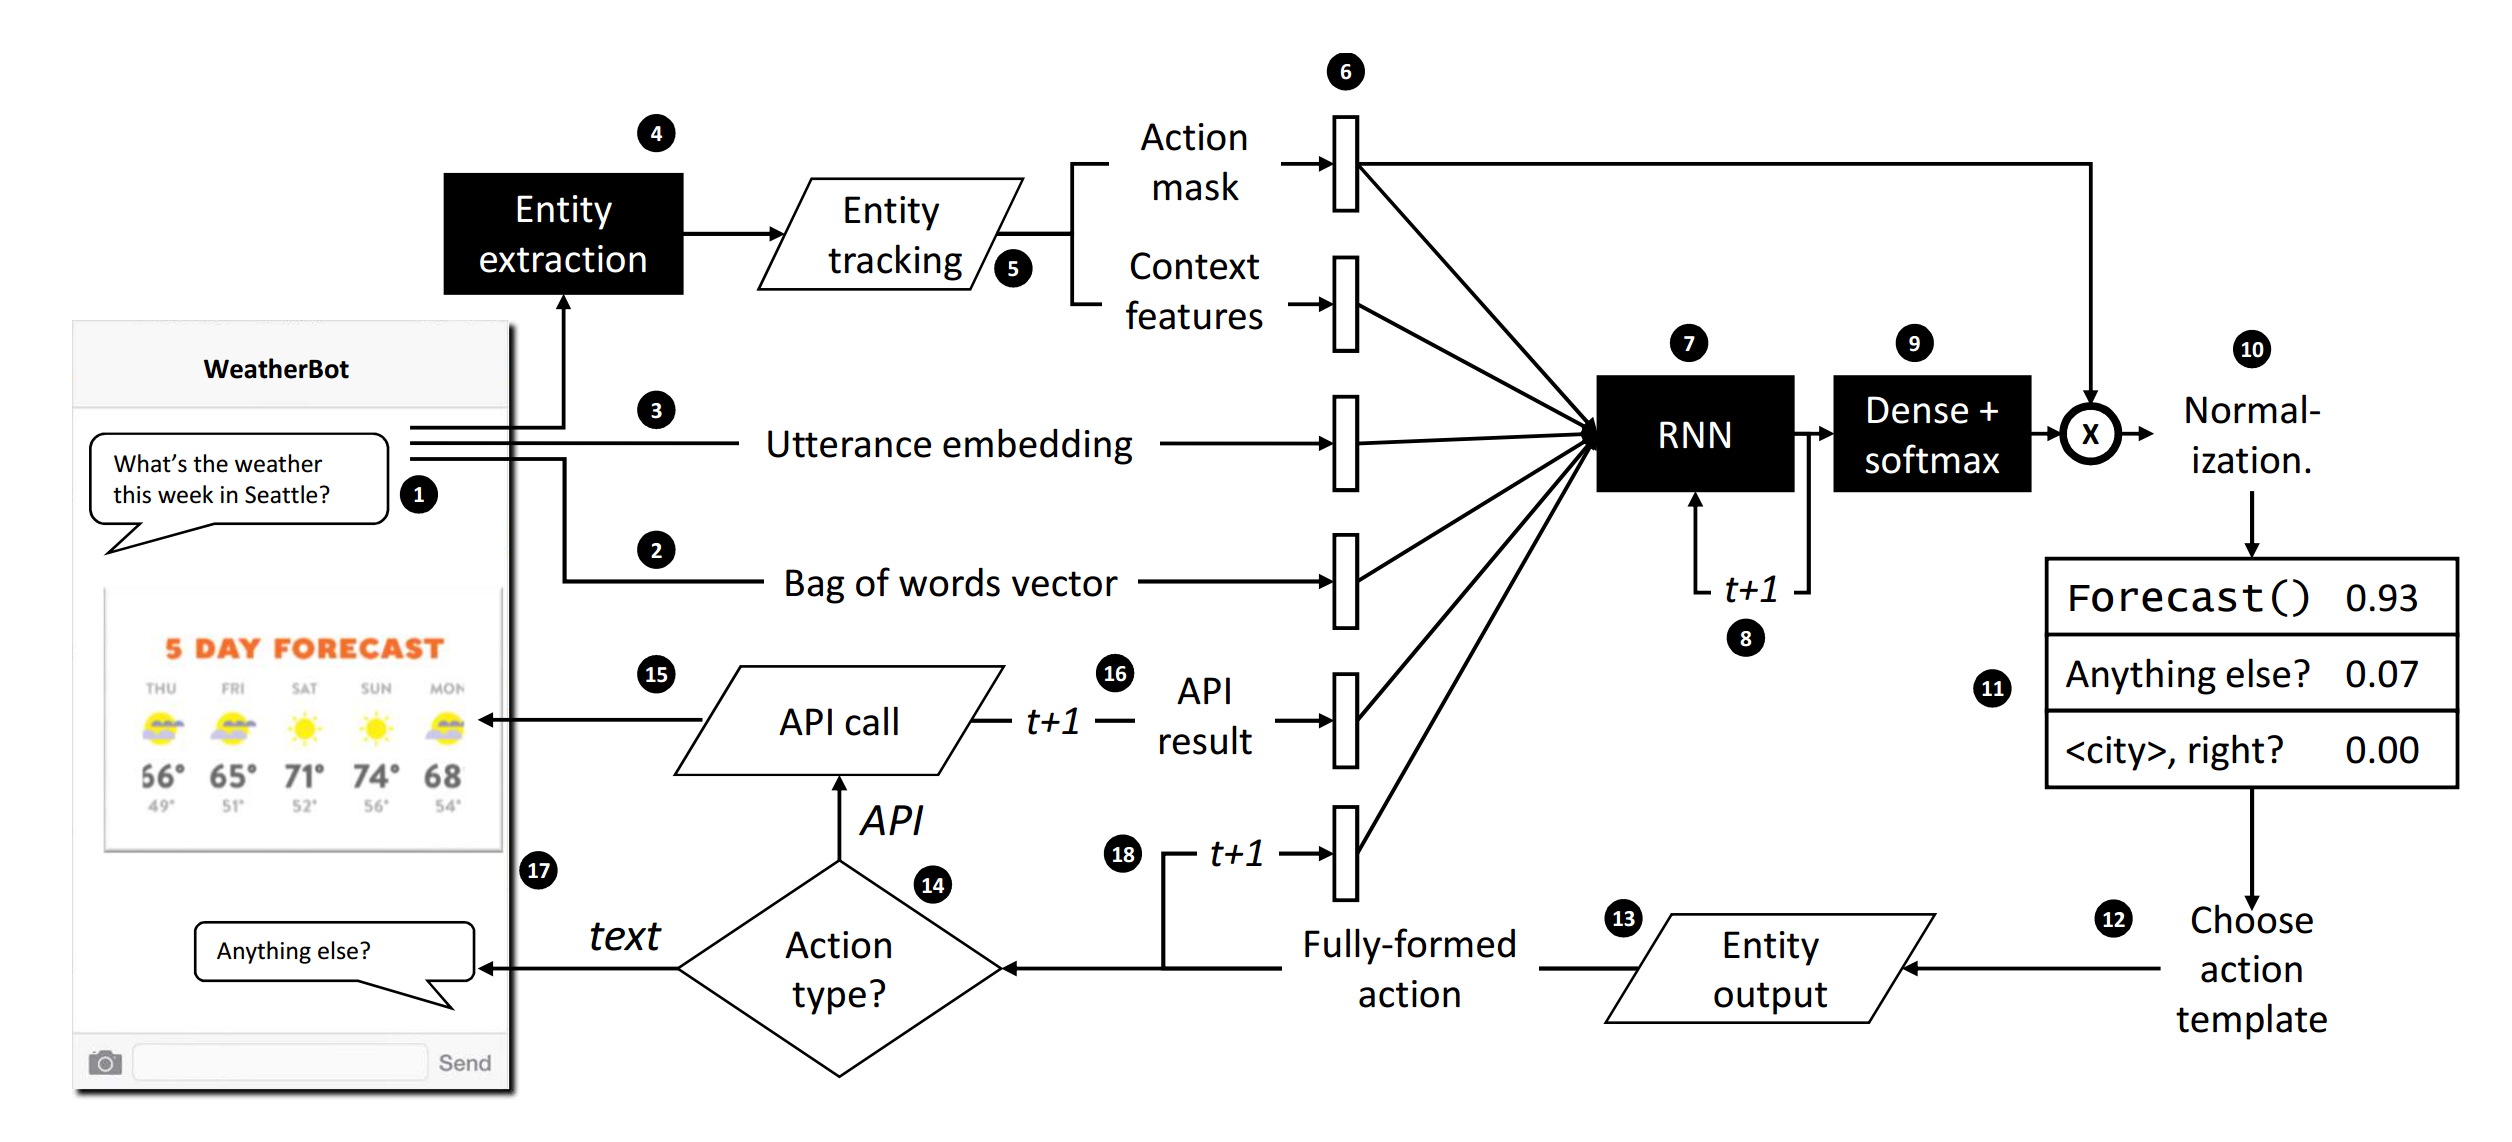 6
4
Action
mask
Entity
extraction
Entity
tracking
5
Context
features
WeatherBot
3
7
9
10
What's the weather
this week in Seattle?
1
Utterance embedding
RNN
Dense +
softmax
X
Normal-
ization.
2
Bag of words vector
t+1
8
Forecast() 0.93
Anything else? 0.07
<city>, right? 0.00
11
5 DAY FORECAST
THU FRI SAT SUN MON
66° 65° 71° 74° 68
49° 51° 52° 56° 54°
15
API call
t+1
16
API
result
API
17
14
18
t+1
text
Action
type?
Fully-formed
action
13
Entity
output
12
Choose
action
template
Anything else?
Send